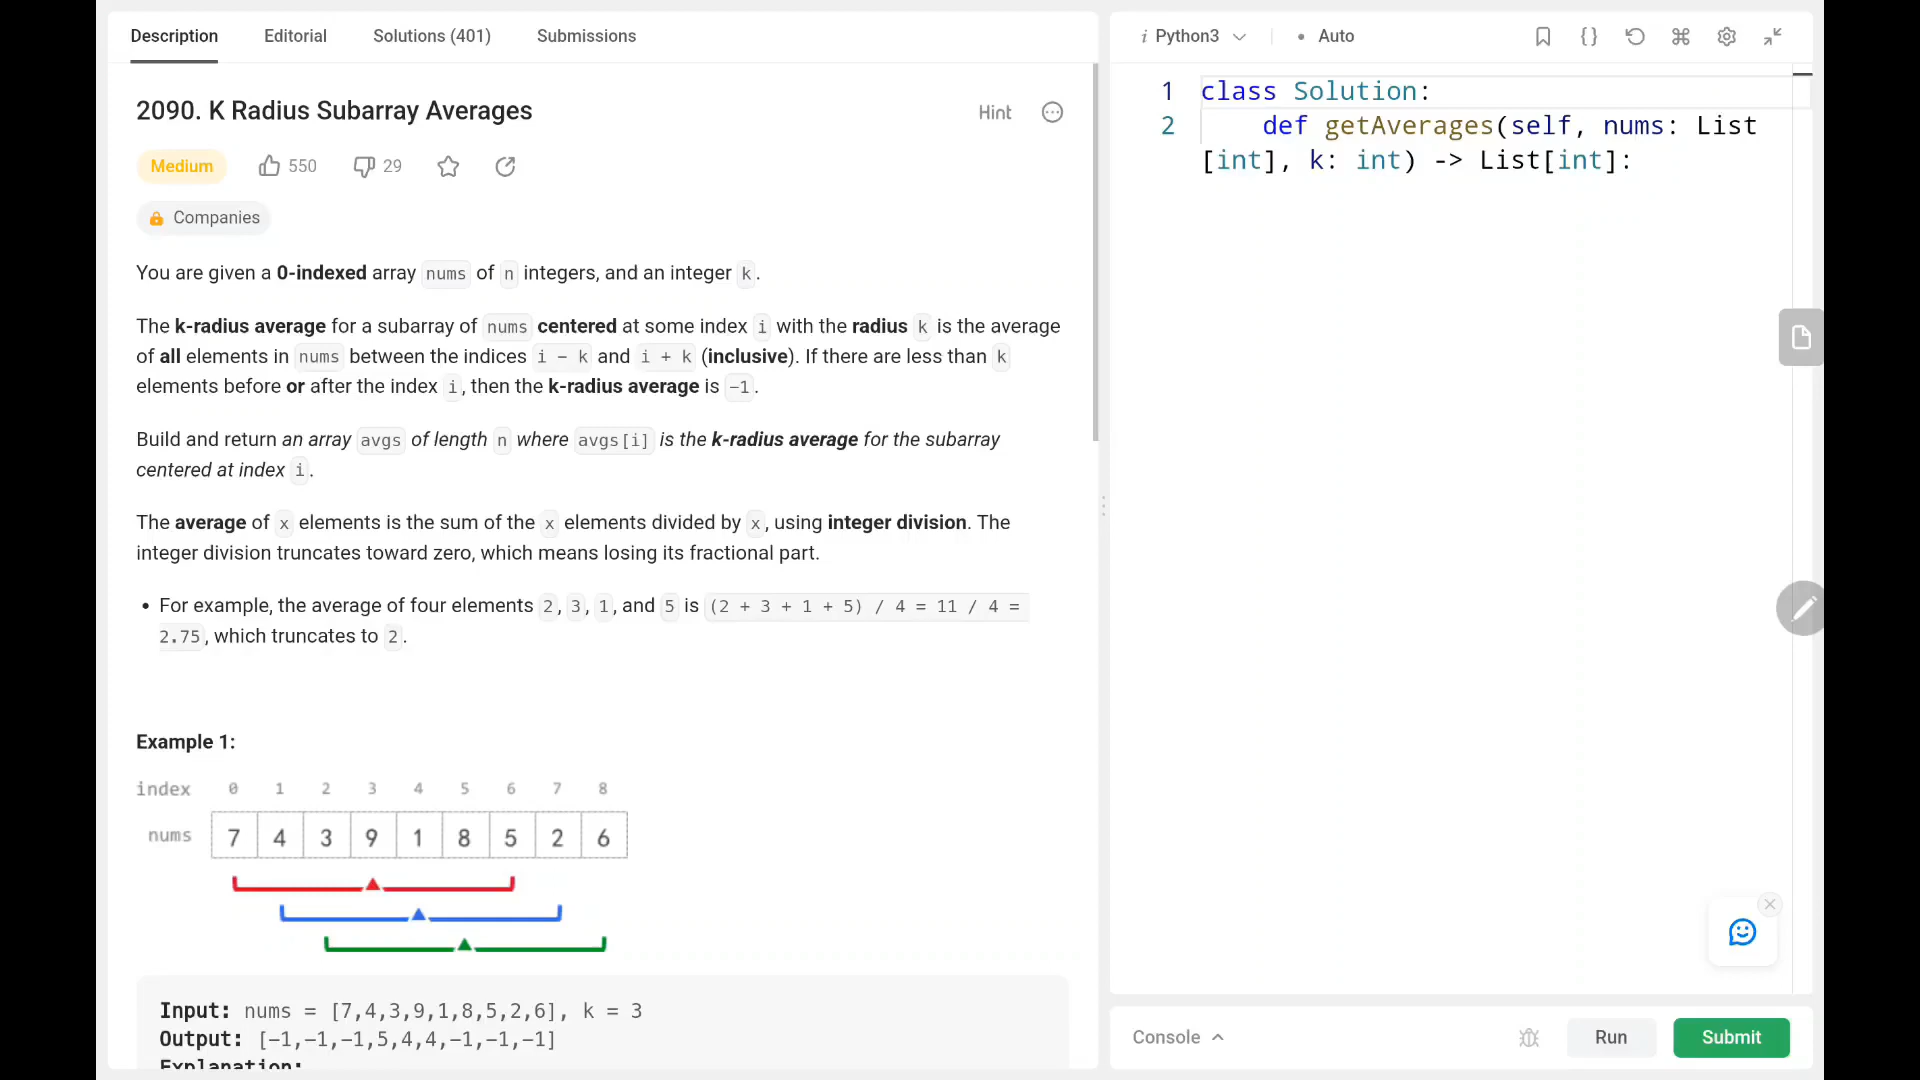 Description Editorial Solutions (401) Submissions
i Python3 • Auto
2090. K Radius Subarray Averages
Hint
Medium 550 29
Companies
You are given a 0-indexed array nums of n integers, and an integer k.
The k-radius average for a subarray of nums centered at some index i with the radius k is the average
of all elements in nums between the indices i - k and i + k (inclusive). If there are less than k
elements before or after the index i, then the k-radius average is -1.
Build and return an array avgs of length n where avgs[i] is the k-radius average for the subarray
centered at index i.
The average of x elements is the sum of the x elements divided by x, using integer division. The
integer division truncates toward zero, which means losing its fractional part.
• For example, the average of four elements 2, 3, 1, and 5 is (2 + 3 + 1 + 5) / 4 = 11 / 4 =
2.75, which truncates to 2.
Example 1:
index 0 1 2 3 4 5 6 7 8
nums 7 4 3 9 1 8 5 2 6
Input: nums = [7,4,3,9,1,8,5,2,6], k = 3
Output: [-1,-1,-1,5,4,4,-1,-1,-1]
Explanation:
1 class Solution:
2 def getAverages(self, nums: List
[int], k: int) -> List[int]:
Console Run Submit